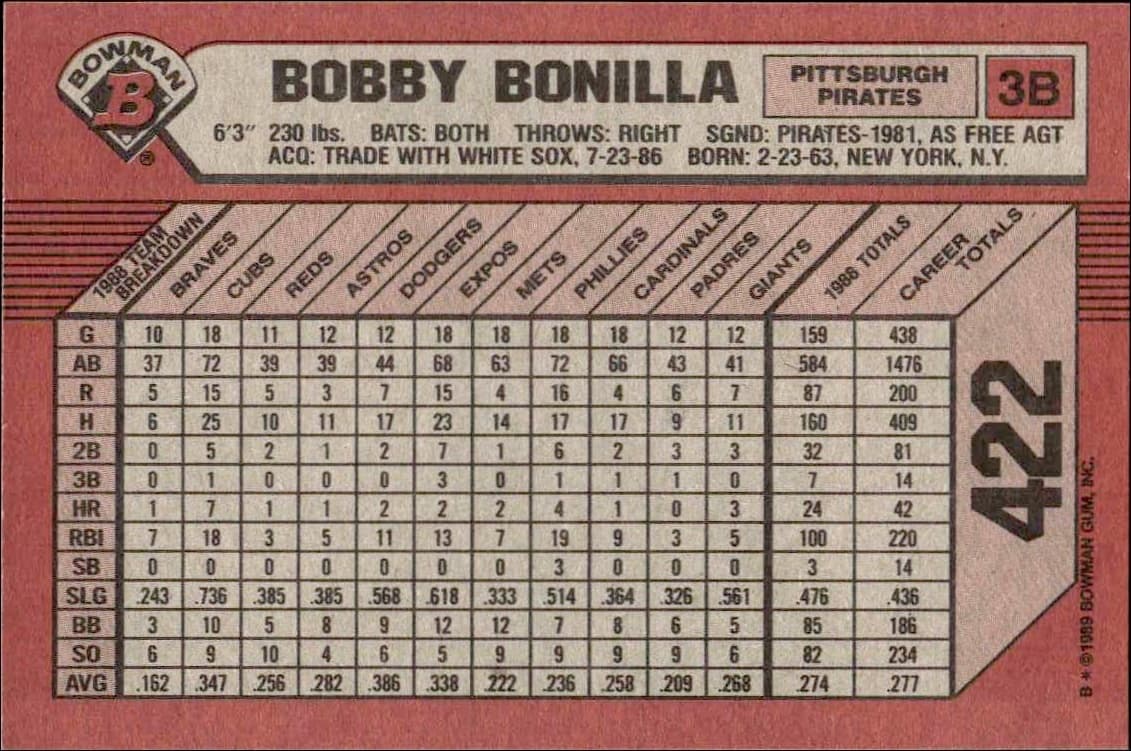 BOWMAN
B
®
BOBBY BONILLA
PITTSBURGH
PIRATES
3B
6'3" 230 lbs. BATS: BOTH THROWS: RIGHT SGND: PIRATES-1981, AS FREE AGT
ACQ: TRADE WITH WHITE SOX, 7-23-86 BORN: 2-23-63, NEW YORK, N.Y.
1988 TEAM BREAKDOWN BRAVES CUBS REDS ASTROS DODGERS EXPOS METS PHILLIES CARDINALS PADRES GIANTS 1988 TOTALS CAREER TOTALS
G 10 18 11 12 12 18 18 18 18 12 12 159 438
AB 37 72 39 39 44 68 63 72 66 43 41 584 1476
R 5 15 5 3 7 15 4 16 4 6 7 87 200
H 6 25 10 11 17 23 14 17 17 9 11 160 409
2B 0 5 2 1 2 7 1 6 2 3 3 32 81
3B 0 1 0 0 0 3 0 1 1 1 0 7 14
HR 1 7 1 1 2 2 2 4 1 0 3 24 42
RBI 7 18 3 5 11 13 7 19 9 3 5 100 220
SB 0 0 0 0 0 0 0 3 0 0 0 3 14
SLG .243 .736 .385 .385 .568 .618 .333 .514 .364 .326 .561 .476 .436
BB 3 10 5 8 9 12 12 7 8 6 5 85 186
SO 6 9 10 4 6 5 9 9 9 9 6 82 234
AVG .162 .347 .256 .282 .386 .338 .222 .236 .258 .209 .268 .274 .277
422
B * ©1989 BOWMAN GUM, INC.